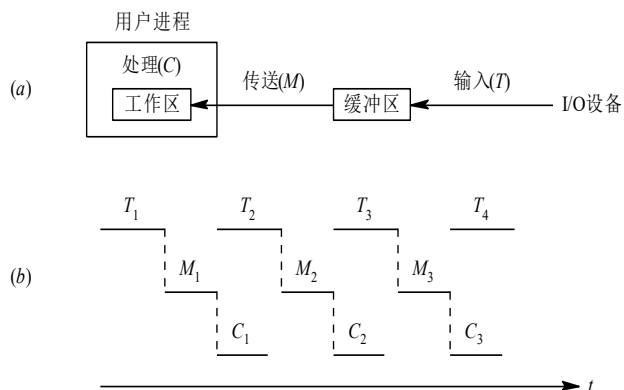 用户进程
处理(C)
(a)
工作区
传送(M)
缓冲区
输入(T)
I/O设备
T1 T2 T3 T4
(b)
M1 M2 M3
C1 C2 C3
t